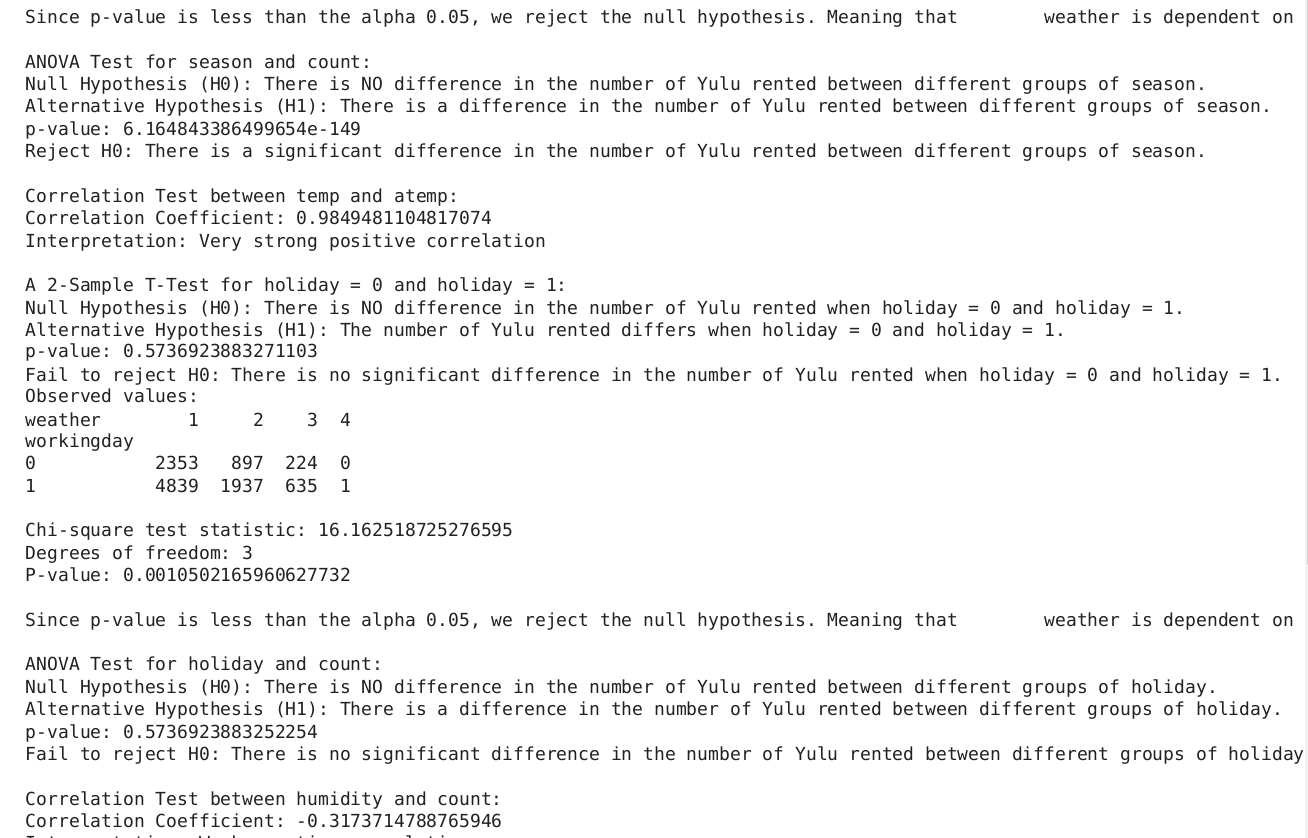 Since p-value is less than the alpha 0.05, we reject the null hypothesis. Meaning that        weather is dependent on
ANOVA Test for season and count:
Null Hypothesis (H0): There is NO difference in the number of Yulu rented between different groups of season.
Alternative Hypothesis (H1): There is a difference in the number of Yulu rented between different groups of season.
p-value: 6.164843386499654e-149
Reject H0: There is a significant difference in the number of Yulu rented between different groups of season.
Correlation Test between temp and atemp:
Correlation Coefficient: 0.9849481104817074
Interpretation: Very strong positive correlation
A 2-Sample T-Test for holiday = 0 and holiday = 1:
Null Hypothesis (H0): There is NO difference in the number of Yulu rented when holiday = 0 and holiday = 1.
Alternative Hypothesis (H1): The number of Yulu rented differs when holiday = 0 and holiday = 1.
p-value: 0.5736923883271103
Fail to reject H0: There is no significant difference in the number of Yulu rented when holiday = 0 and holiday = 1.
Observed values:
weather        1     2    3  4
workingday
0           2353   897  224  0
1           4839  1937  635  1
Chi-square test statistic: 16.162518725276595
Degrees of freedom: 3
P-value: 0.0010502165960627732
Since p-value is less than the alpha 0.05, we reject the null hypothesis. Meaning that        weather is dependent on
ANOVA Test for holiday and count:
Null Hypothesis (H0): There is NO difference in the number of Yulu rented between different groups of holiday.
Alternative Hypothesis (H1): There is a difference in the number of Yulu rented between different groups of holiday.
p-value: 0.5736923883252254
Fail to reject H0: There is no significant difference in the number of Yulu rented between different groups of holiday
Correlation Test between humidity and count:
Correlation Coefficient: -0.3173714788765946